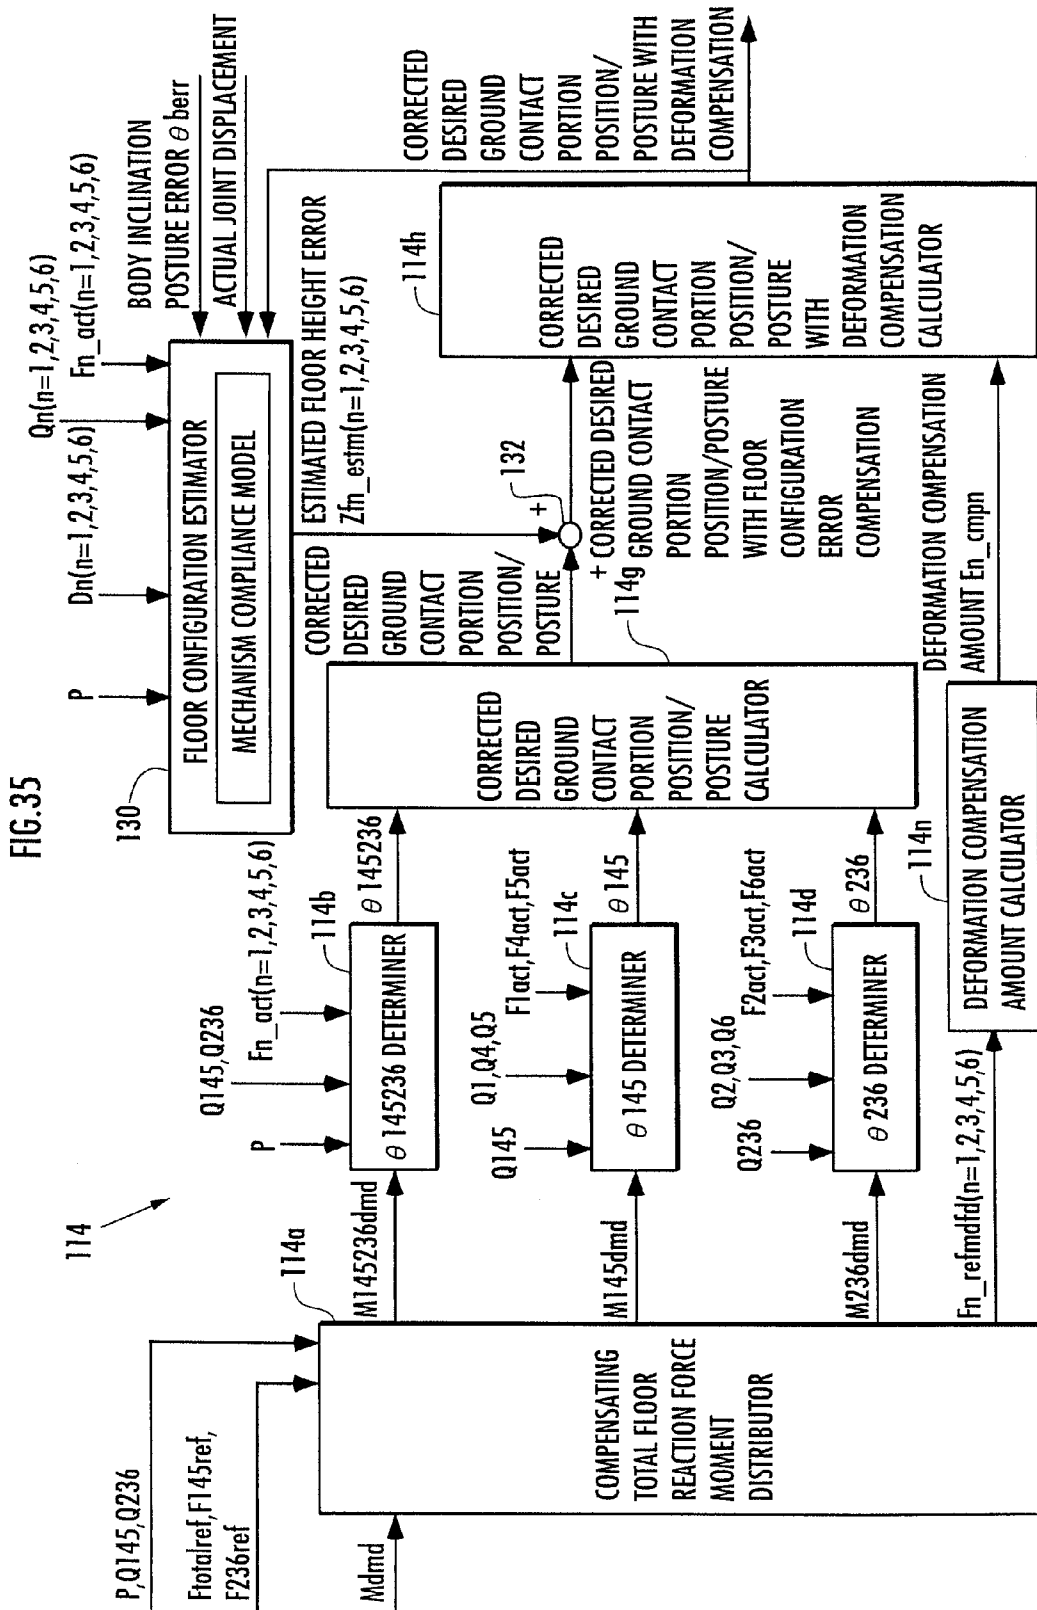 FIG.35
114
P,Q145,Q236
Ftotalref,F145ref,
F236ref
Mdmd
114a
COMPENSATING
TOTAL FLOOR
REACTION FORCE
MOMENT
DISTRIBUTOR
M145236dmd
M145dmd
M236dmd
Fn_refmdfd(n=1,2,3,4,5,6)
P
Q145,Q236
Fn_act(n=1,2,3,4,5,6)
114b
θ 145236 DETERMINER
θ 145236
Q145
Q1,Q4,Q5
F1act,F4act,F5act
114c
θ 145 DETERMINER
θ 145
Q236
Q2,Q3,Q6
F2act,F3act,F6act
114d
θ 236 DETERMINER
θ 236
114n
DEFORMATION COMPENSATION
AMOUNT CALCULATOR
130
P
Dn(n=1,2,3,4,5,6)
Qn(n=1,2,3,4,5,6)
Fn_act(n=1,2,3,4,5,6)
FLOOR CONFIGURATION ESTIMATOR
MECHANISM COMPLIANCE MODEL
BODY INCLINATION
POSTURE ERROR θ berr
ACTUAL JOINT DISPLACEMENT
ESTIMATED FLOOR HEIGHT ERROR
Zfn_estm(n=1,2,3,4,5,6)
CORRECTED
DESIRED
GROUND
CONTACT
PORTION
POSITION/
POSTURE
CALCULATOR
114g
CORRECTED
DESIRED
GROUND
CONTACT
PORTION
POSITION/
POSTURE
+
132
+
CORRECTED DESIRED
GROUND CONTACT
PORTION
POSITION/POSTURE
WITH FLOOR
CONFIGURATION
ERROR
COMPENSATION
DEFORMATION COMPENSATION
AMOUNT En_cmpn
114h
CORRECTED
DESIRED
GROUND
CONTACT
PORTION
POSITION/
POSTURE
WITH
DEFORMATION
COMPENSATION
CALCULATOR
CORRECTED
DESIRED
GROUND
CONTACT
PORTION
POSITION/
POSTURE WITH
DEFORMATION
COMPENSATION